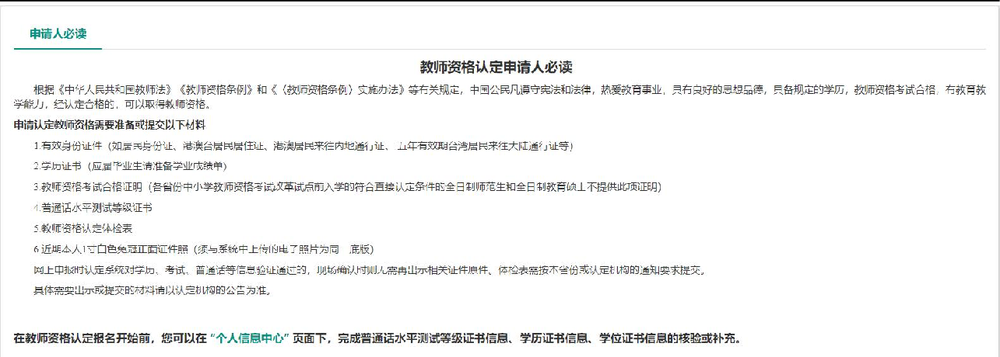 申请人必读
教师资格认定申请人必读
根据《中华人民共和国教师法》《教师资格条例》和《〈教师资格条例〉实施办法》等有关规定，中国公民凡遵守宪法和法律，热爱教育事业，具有良好的思想品德，具备规定的学历，教师资格考试合格，有教育教
学能力，经认定合格的，可以取得教师资格。
申请认定教师资格需要准备或提交以下材料
1.有效身份证件（如居民身份证、港澳台居民居住证、港澳居民来往内地通行证、 五年有效期台湾居民来往大陆通行证等）
2.学历证书（应届毕业生请准备学业成绩单）
3.教师资格考试合格证明（各省份中小学教师资格考试改革试点前入学的符合直接认定条件的全日制师范生和全日制教育硕士不提供此项证明）
4.普通话水平测试等级证书
5.教师资格认定体检表
6.近期本人1寸白色免冠正面证件照（须与系统中上传的电子照片为同一底版）
网上申报时认定系统对学历、考试、普通话等信息验证通过的，现场确认时则无需再出示相关证件原件。体检表需按本省份或认定机构的通知要求提交。
具体需要出示或提交的材料请以认定机构的公告为准。
在教师资格认定报名开始前，您可以在 “个人信息中心” 页面下，完成普通话水平测试等级证书信息、学历证书信息、学位证书信息的核验或补充。